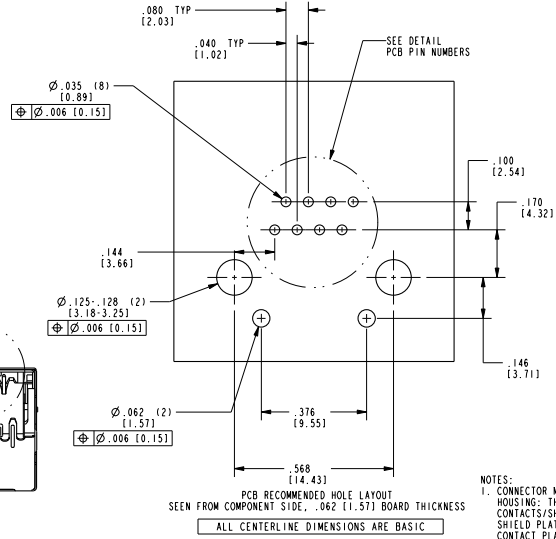 .080 TYP
[2.03]
.040 TYP
[1.02]
SEE DETAIL
PCB PIN NUMBERS
Ø.035 (8)
[0.89]
⌖ Ø.006 [0.15]
.100
[2.54]
.170
[4.32]
.144
[3.66]
Ø.125-.128 (2)
[3.18-3.25]
⌖ Ø.006 [0.15]
.146
[3.71]
Ø.062 (2)
[1.57]
⌖ Ø.006 [0.15]
.376
[9.55]
.568
[14.43]
PCB RECOMMENDED HOLE LAYOUT
SEEN FROM COMPONENT SIDE, .062 [1.57] BOARD THICKNESS
ALL CENTERLINE DIMENSIONS ARE BASIC
NOTES:
1. CONNECTOR
HOUSING:
CONTACTS/
SHIELD
CONTACT